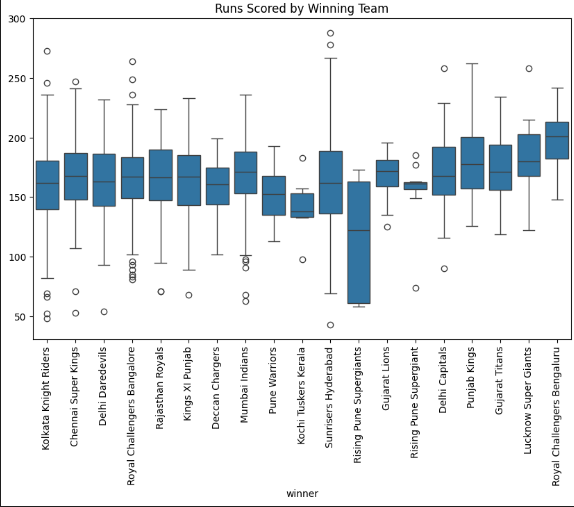 Runs Scored by Winning Team
300
250
200
150
100
50
Kolkata Knight Riders
Chennai Super Kings
Delhi Daredevils
Royal Challengers Bangalore
Rajasthan Royals
Kings XI Punjab
Deccan Chargers
Mumbai Indians
Pune Warriors
Kochi Tuskers Kerala
Sunrisers Hyderabad
Rising Pune Supergiants
Gujarat Lions
Rising Pune Supergiant
Delhi Capitals
Punjab Kings
Gujarat Titans
Lucknow Super Giants
Royal Challengers Bengaluru
winner